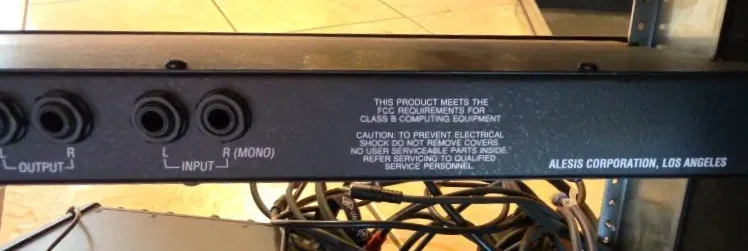 THIS PRODUCT MEETS THE
FCC REQUIREMENTS FOR
CLASS B COMPUTING EQUIPMENT
CAUTION: TO PREVENT ELECTRICAL
SHOCK DO NOT REMOVE COVERS.
NO USER SERVICEABLE PARTS INSIDE.
REFER SERVICING TO QUALIFIED
SERVICE PERSONNEL.
L R L R (MONO)
OUTPUT INPUT
ALESIS CORPORATION, LOS ANGELES